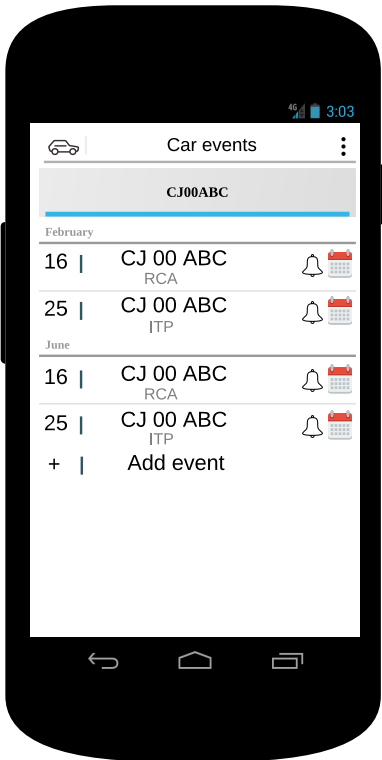 4G 3:03
Car events
CJ00ABC
February
16 CJ 00 ABC
RCA
25 CJ 00 ABC
ITP
June
16 CJ 00 ABC
RCA
25 CJ 00 ABC
ITP
+ Add event